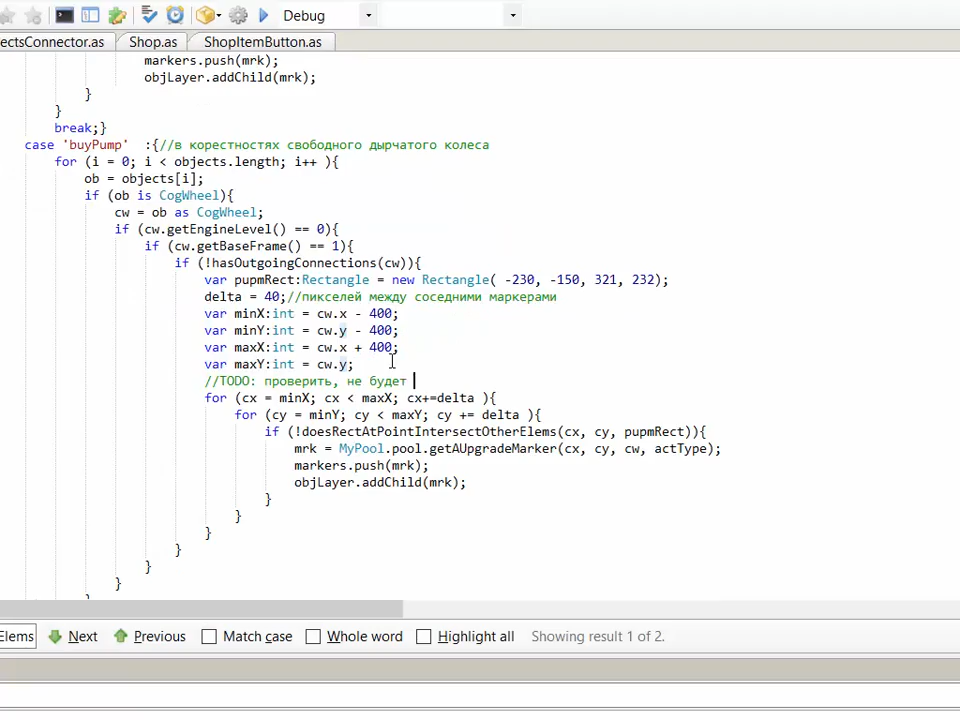 Debug
ectsConnector.as Shop.as ShopItemButton.as
markers.push(mrk);
objLayer.addChild(mrk);
}
}
break;}
case 'buyPump' :{//в корестностях свободного дырчатого колеса
for (i = 0; i < objects.length; i++ ){
ob = objects[i];
if (ob is CogWheel){
cw = ob as CogWheel;
if (cw.getEngineLevel() == 0){
if (cw.getBaseFrame() == 1){
if (!hasOutgoingConnections(cw)){
var pupmRect:Rectangle = new Rectangle( -230, -150, 321, 232);
delta = 40;//пикселей между соседними маркерами
var minX:int = cw.x - 400;
var minY:int = cw.y - 400;
var maxX:int = cw.x + 400;
var maxY:int = cw.y;
//TODO: проверить, не будет
for (cx = minX; cx < maxX; cx+=delta ){
for (cy = minY; cy < maxY; cy += delta ){
if (!doesRectAtPointIntersectOtherElems(cx, cy, pupmRect)){
mrk = MyPool.pool.getAUpgradeMarker(cx, cy, cw, actType);
markers.push(mrk);
objLayer.addChild(mrk);
}
}
}
}
}
}
Elems Next Previous Match case Whole word Highlight all Showing result 1 of 2.